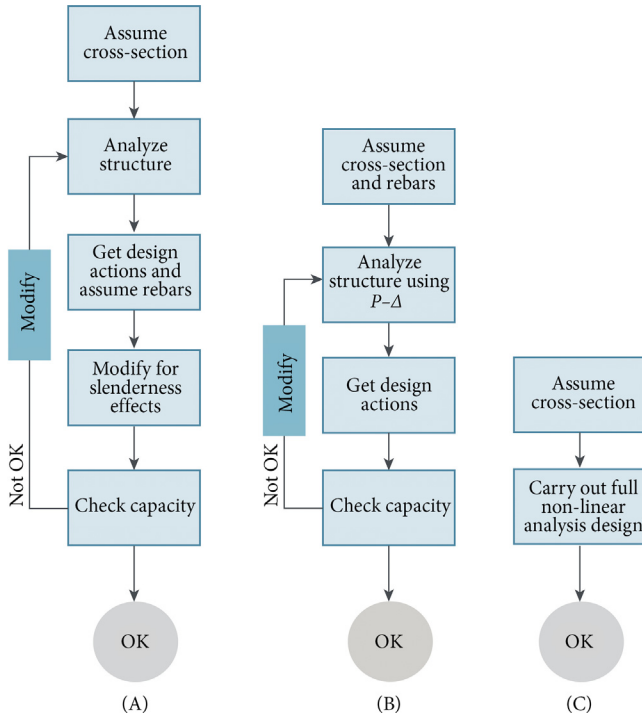 Assume
cross-section
Analyze
structure
Get design
actions and
assume rebars
Modify for
slenderness
effects
Check capacity
Modify
Not OK
OK
(A)
Assume
cross-section
and rebars
Analyze
structure using
P–Δ
Get design
actions
Check capacity
Modify
Not OK
OK
(B)
Assume
cross-section
Carry out full
non-linear
analysis design
OK
(C)